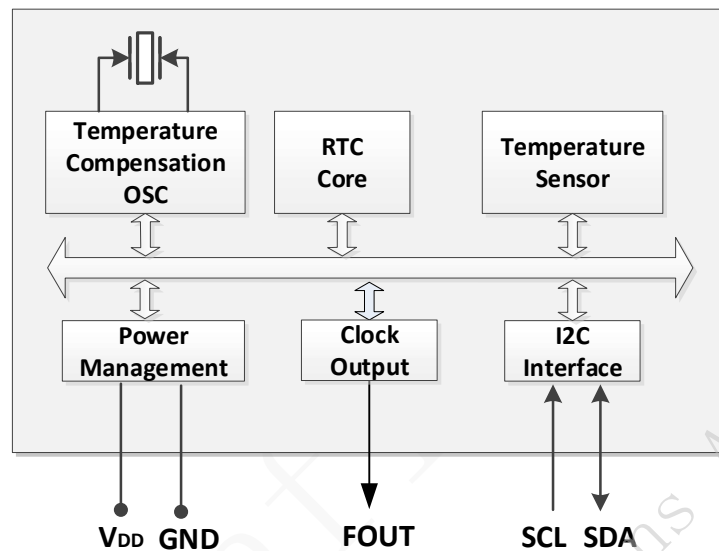 Temperature
Compensation
OSC
RTC
Core
Temperature
Sensor
Power
Management
Clock
Output
I2C
Interface
VDD GND FOUT SCL SDA